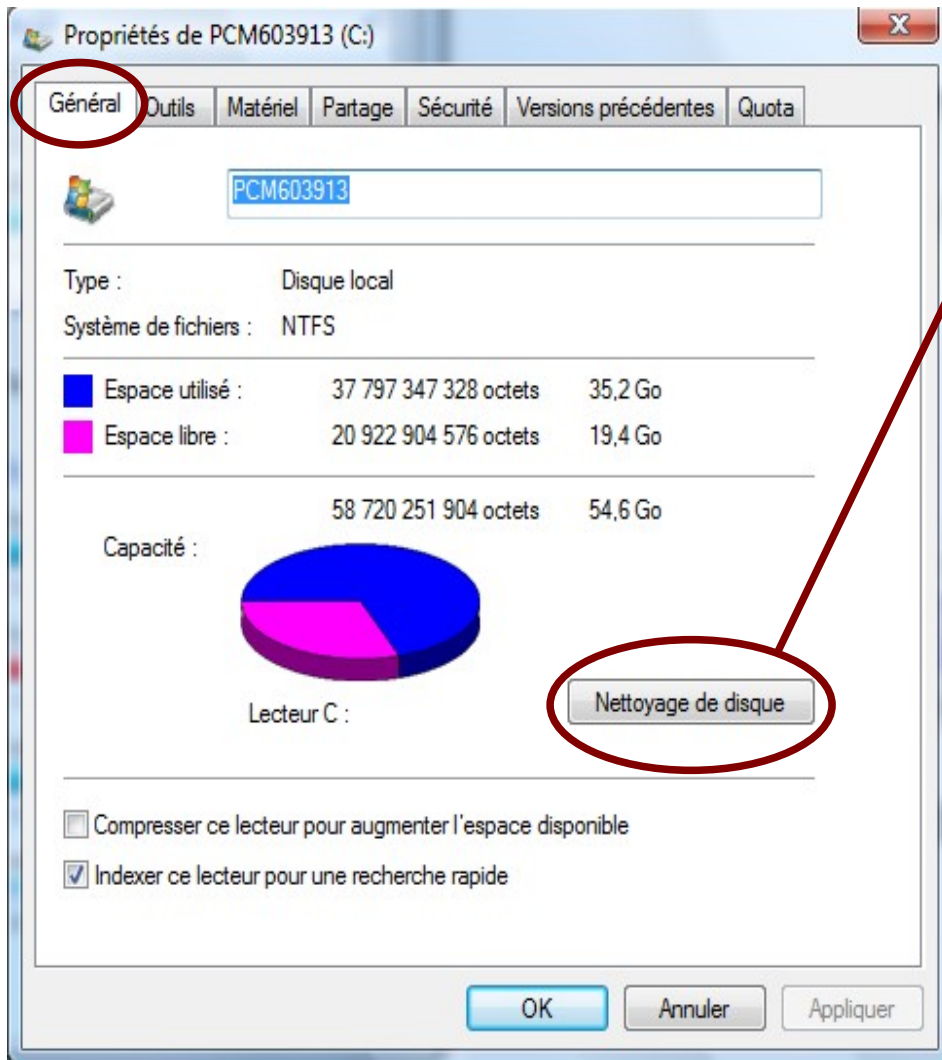 Propriétés de PCM603913 (C:)
Général Outils Matériel Partage Sécurité Versions précédentes Quota
PCM603913
Type : Disque local
Système de fichiers : NTFS
Espace utilisé : 37 797 347 328 octets 35,2 Go
Espace libre : 20 922 904 576 octets 19,4 Go
58 720 251 904 octets 54,6 Go
Capacité :
Lecteur C :
Nettoyage de disque
Compresser ce lecteur pour augmenter l'espace disponible
Indexer ce lecteur pour une recherche rapide
OK Annuler Appliquer